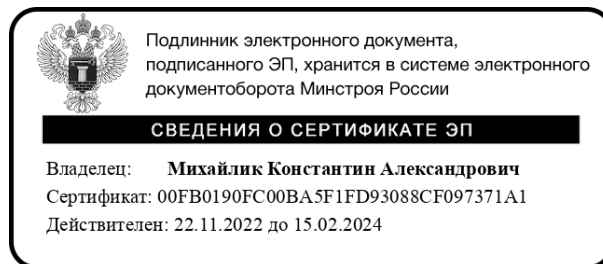 Подлинник электронного документа,
подписанного ЭП, хранится в системе электронного
документоборота Минстроя России
СВЕДЕНИЯ О СЕРТИФИКАТЕ ЭП
Владелец: Михайлик Константин Александрович
Сертификат: 00FB0190FC00BA5F1FD93088CF097371A1
Действителен: 22.11.2022 до 15.02.2024